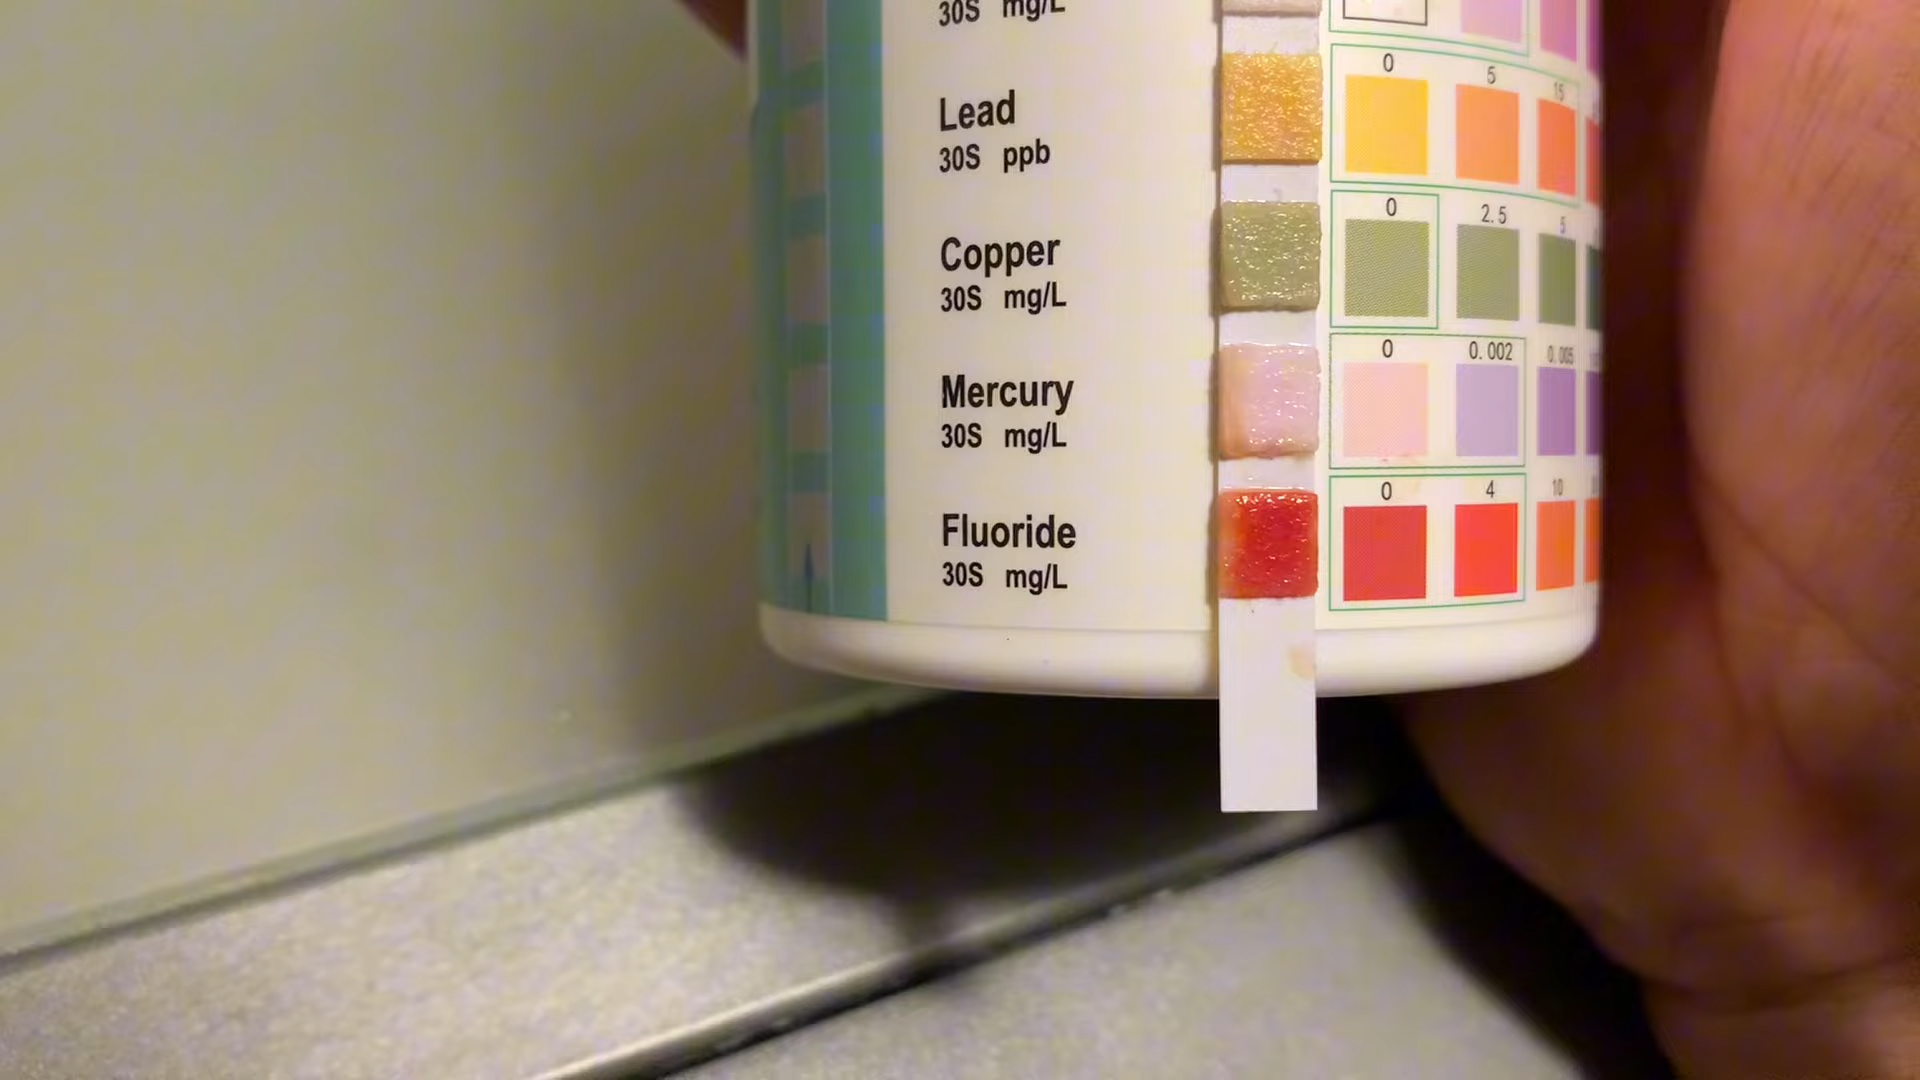 30S mg/L
Lead
30S ppb
0 5 15
Copper
30S mg/L
0 2.5 5
Mercury
30S mg/L
0 0.002 0.005
Fluoride
30S mg/L
0 4 10